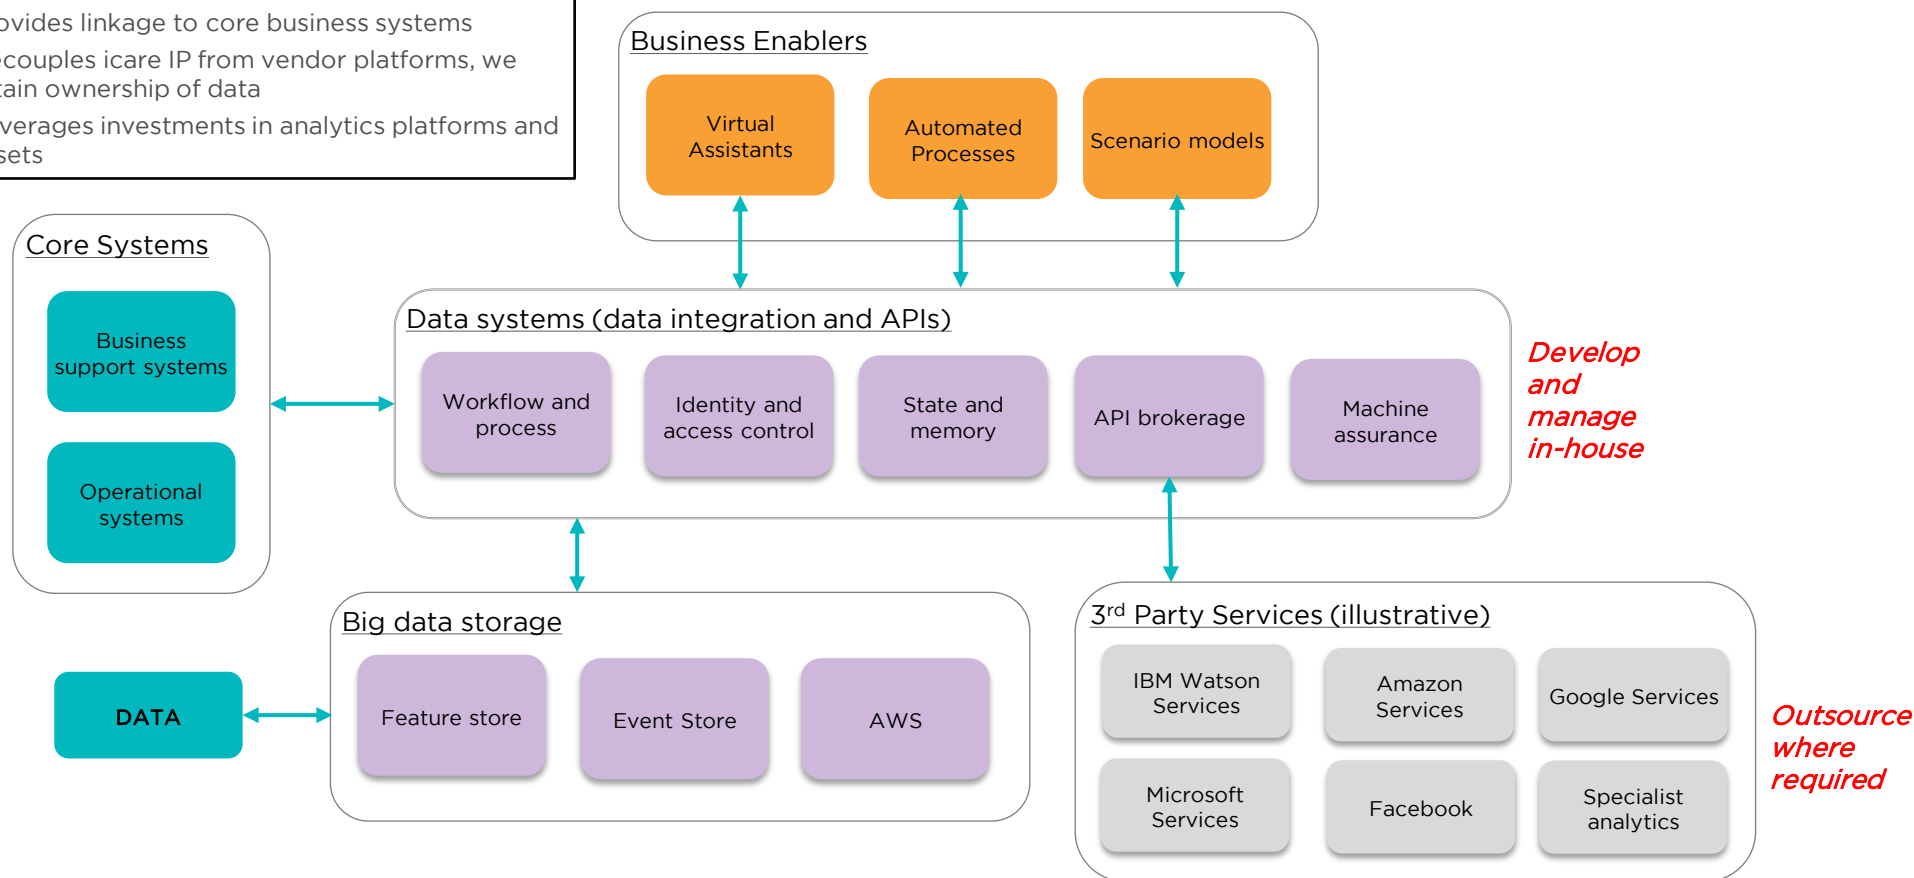 ovides linkage to core business systems
ecouples icare IP from vendor platforms, we
tain ownership of data
verages investments in analytics platforms and
sets
Business Enablers
Virtual
Assistants
Automated
Processes
Scenario models
Core Systems
Business
support systems
Operational
systems
Data systems (data integration and APIs)
Workflow and
process
Identity and
access control
State and
memory
API brokerage
Machine
assurance
Develop
and
manage
in-house
Big data storage
Feature store
Event Store
AWS
DATA
3rd Party Services (illustrative)
IBM Watson
Services
Amazon
Services
Google Services
Microsoft
Services
Facebook
Specialist
analytics
Outsource
where
required